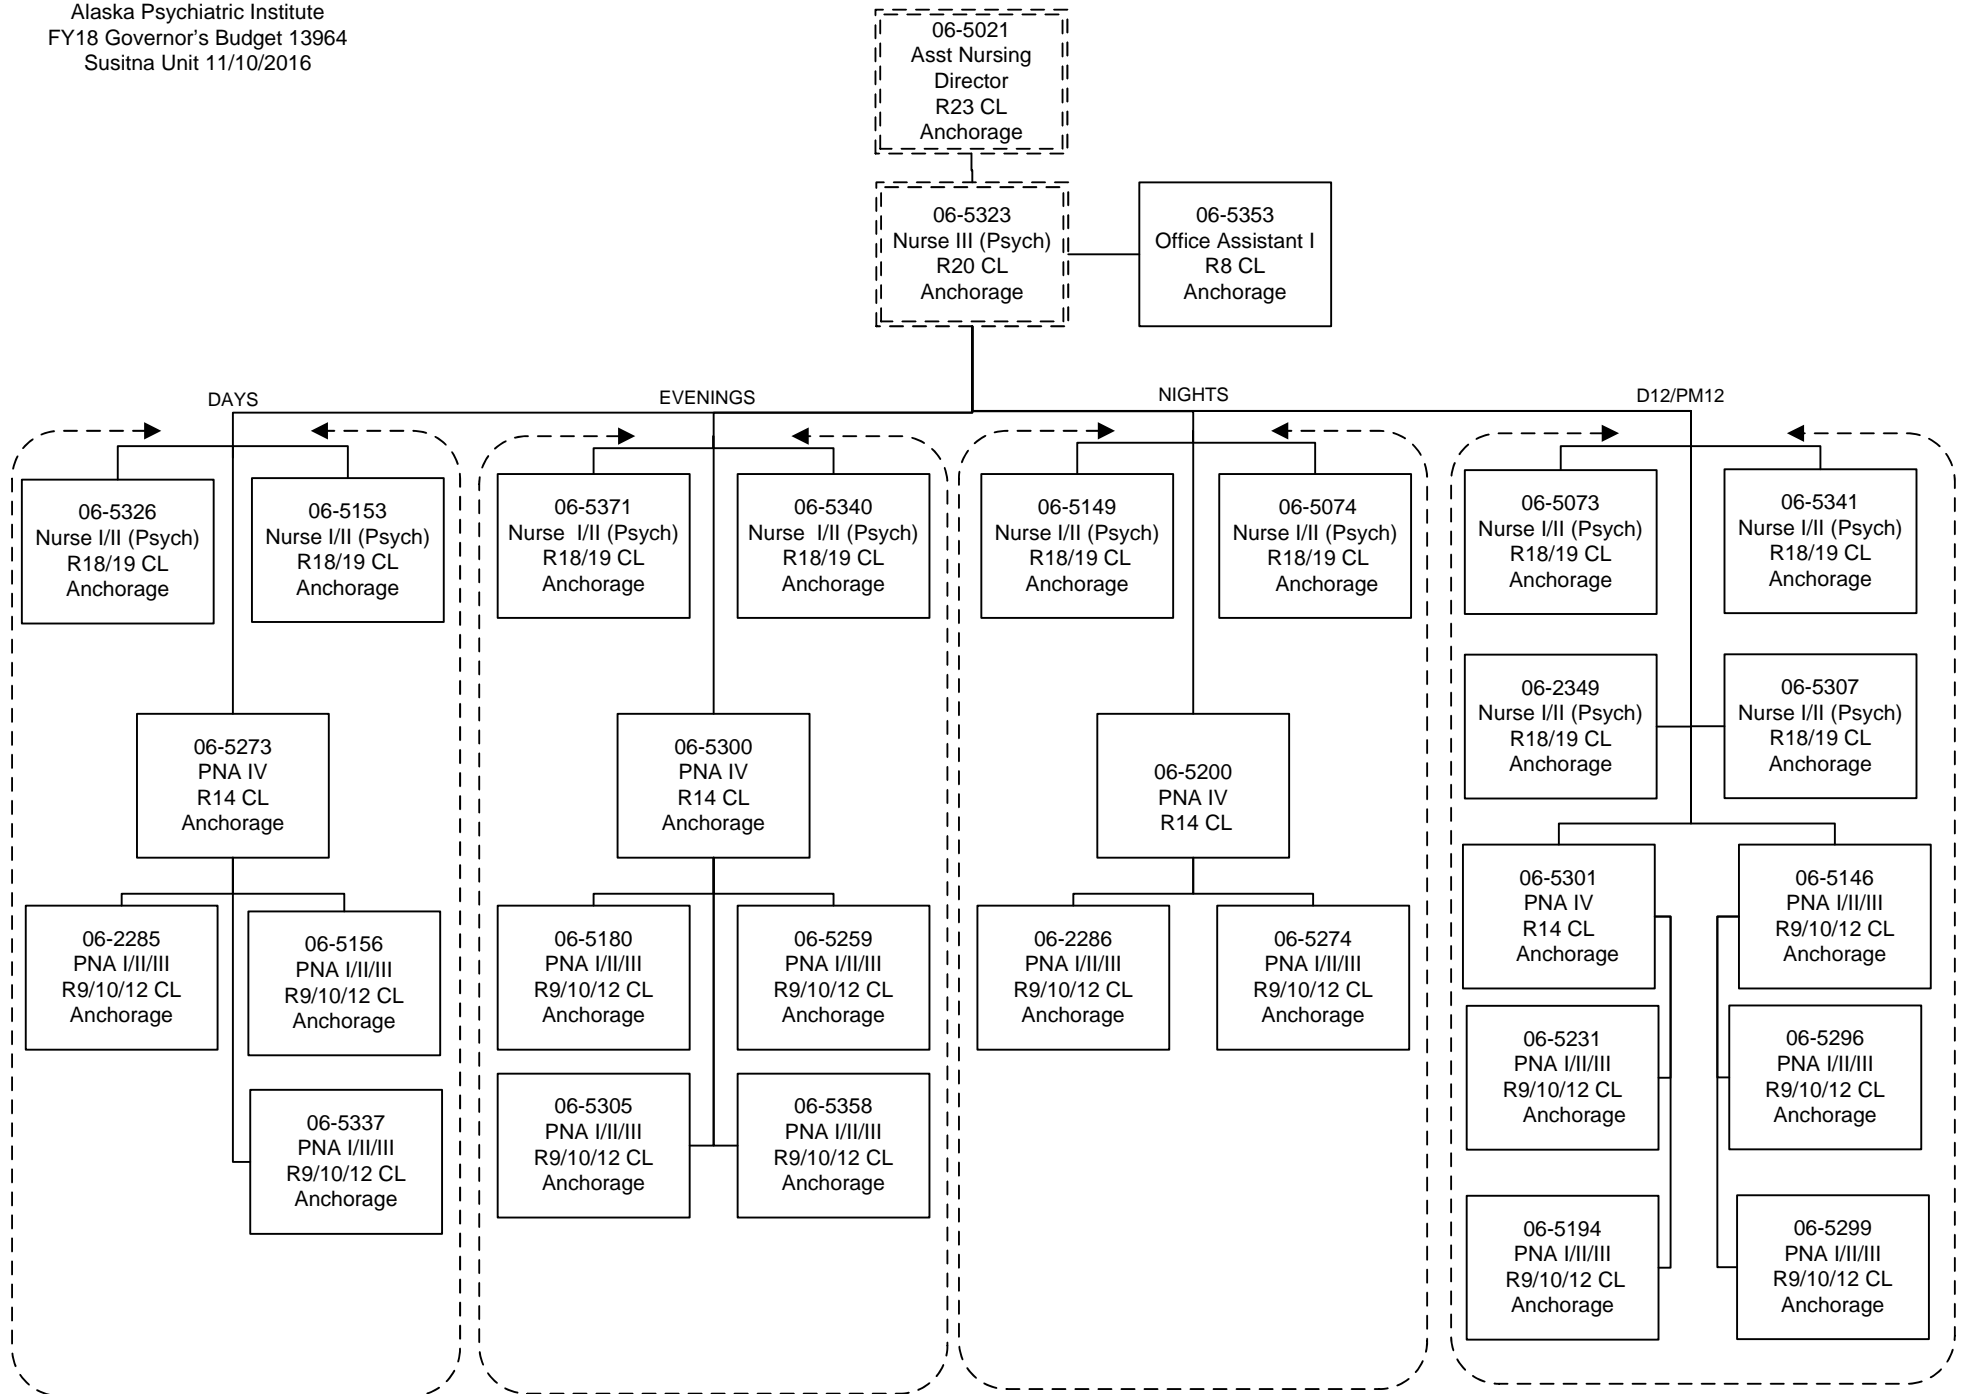 Alaska Psychiatric Institute
FY18 Governor's Budget 13964
Susitna Unit 11/10/2016
06-5021
Asst Nursing
Director
R23 CL
Anchorage
06-5323
Nurse III (Psych)
R20 CL
Anchorage
06-5353
Office Assistant I
R8 CL
Anchorage
DAYS
06-5326
Nurse I/II (Psych)
R18/19 CL
Anchorage
06-5153
Nurse I/II (Psych)
R18/19 CL
Anchorage
06-5273
PNA IV
R14 CL
Anchorage
06-2285
PNA I/II/III
R9/10/12 CL
Anchorage
06-5156
PNA I/II/III
R9/10/12 CL
Anchorage
06-5337
PNA I/II/III
R9/10/12 CL
Anchorage
EVENINGS
06-5371
Nurse I/II (Psych)
R18/19 CL
Anchorage
06-5340
Nurse I/II (Psych)
R18/19 CL
Anchorage
06-5300
PNA IV
R14 CL
Anchorage
06-5180
PNA I/II/III
R9/10/12 CL
Anchorage
06-5259
PNA I/II/III
R9/10/12 CL
Anchorage
06-5305
PNA I/II/III
R9/10/12 CL
Anchorage
06-5358
PNA I/II/III
R9/10/12 CL
Anchorage
NIGHTS
06-5149
Nurse I/II (Psych)
R18/19 CL
Anchorage
06-5074
Nurse I/II (Psych)
R18/19 CL
Anchorage
06-5200
PNA IV
R14 CL
06-2286
PNA I/II/III
R9/10/12 CL
Anchorage
06-5274
PNA I/II/III
R9/10/12 CL
Anchorage
D12/PM12
06-5073
Nurse I/II (Psych)
R18/19 CL
Anchorage
06-5341
Nurse I/II (Psych)
R18/19 CL
Anchorage
06-2349
Nurse I/II (Psych)
R18/19 CL
Anchorage
06-5307
Nurse I/II (Psych)
R18/19 CL
Anchorage
06-5301
PNA IV
R14 CL
Anchorage
06-5146
PNA I/II/III
R9/10/12 CL
Anchorage
06-5231
PNA I/II/III
R9/10/12 CL
Anchorage
06-5296
PNA I/II/III
R9/10/12 CL
Anchorage
06-5194
PNA I/II/III
R9/10/12 CL
Anchorage
06-5299
PNA I/II/III
R9/10/12 CL
Anchorage